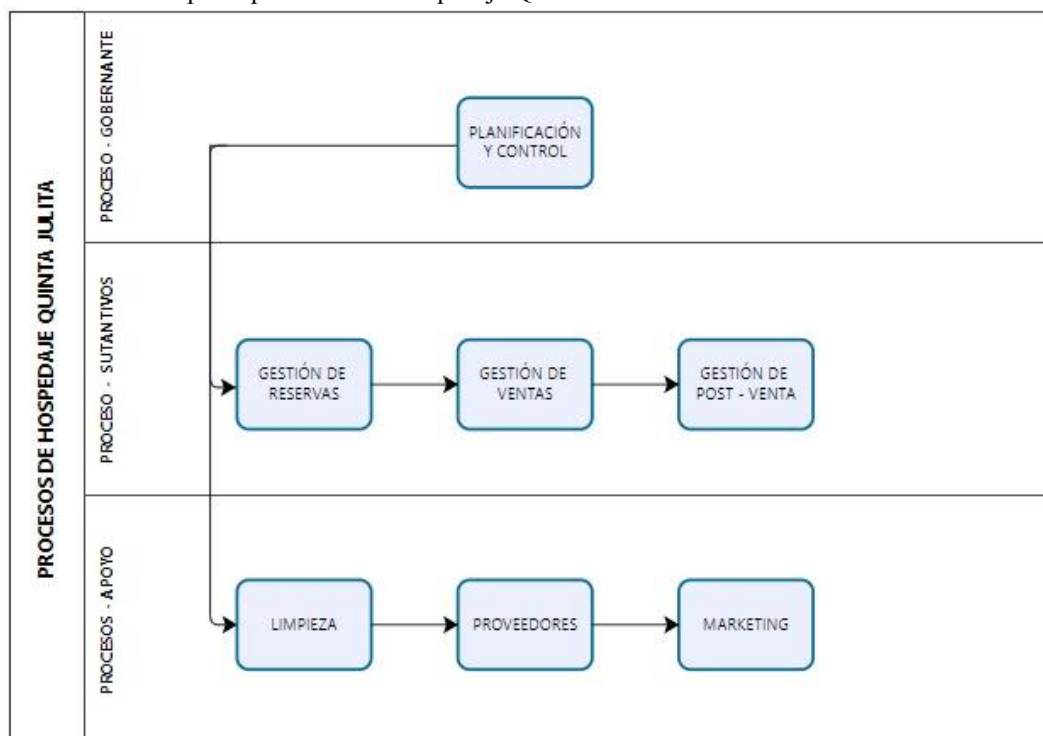 PROCESOS DE HOSPEDAJE QUINTA JULITA
PROCESO - GOBERNANTE
PLANIFICACIÓN
Y CONTROL
PROCESO - SUTANTIVOS
GESTIÓN DE
RESERVAS
GESTIÓN DE
VENTAS
GESTIÓN DE
POST - VENTA
PROCESOS - APOYO
LIMPIEZA
PROVEEDORES
MARKETING